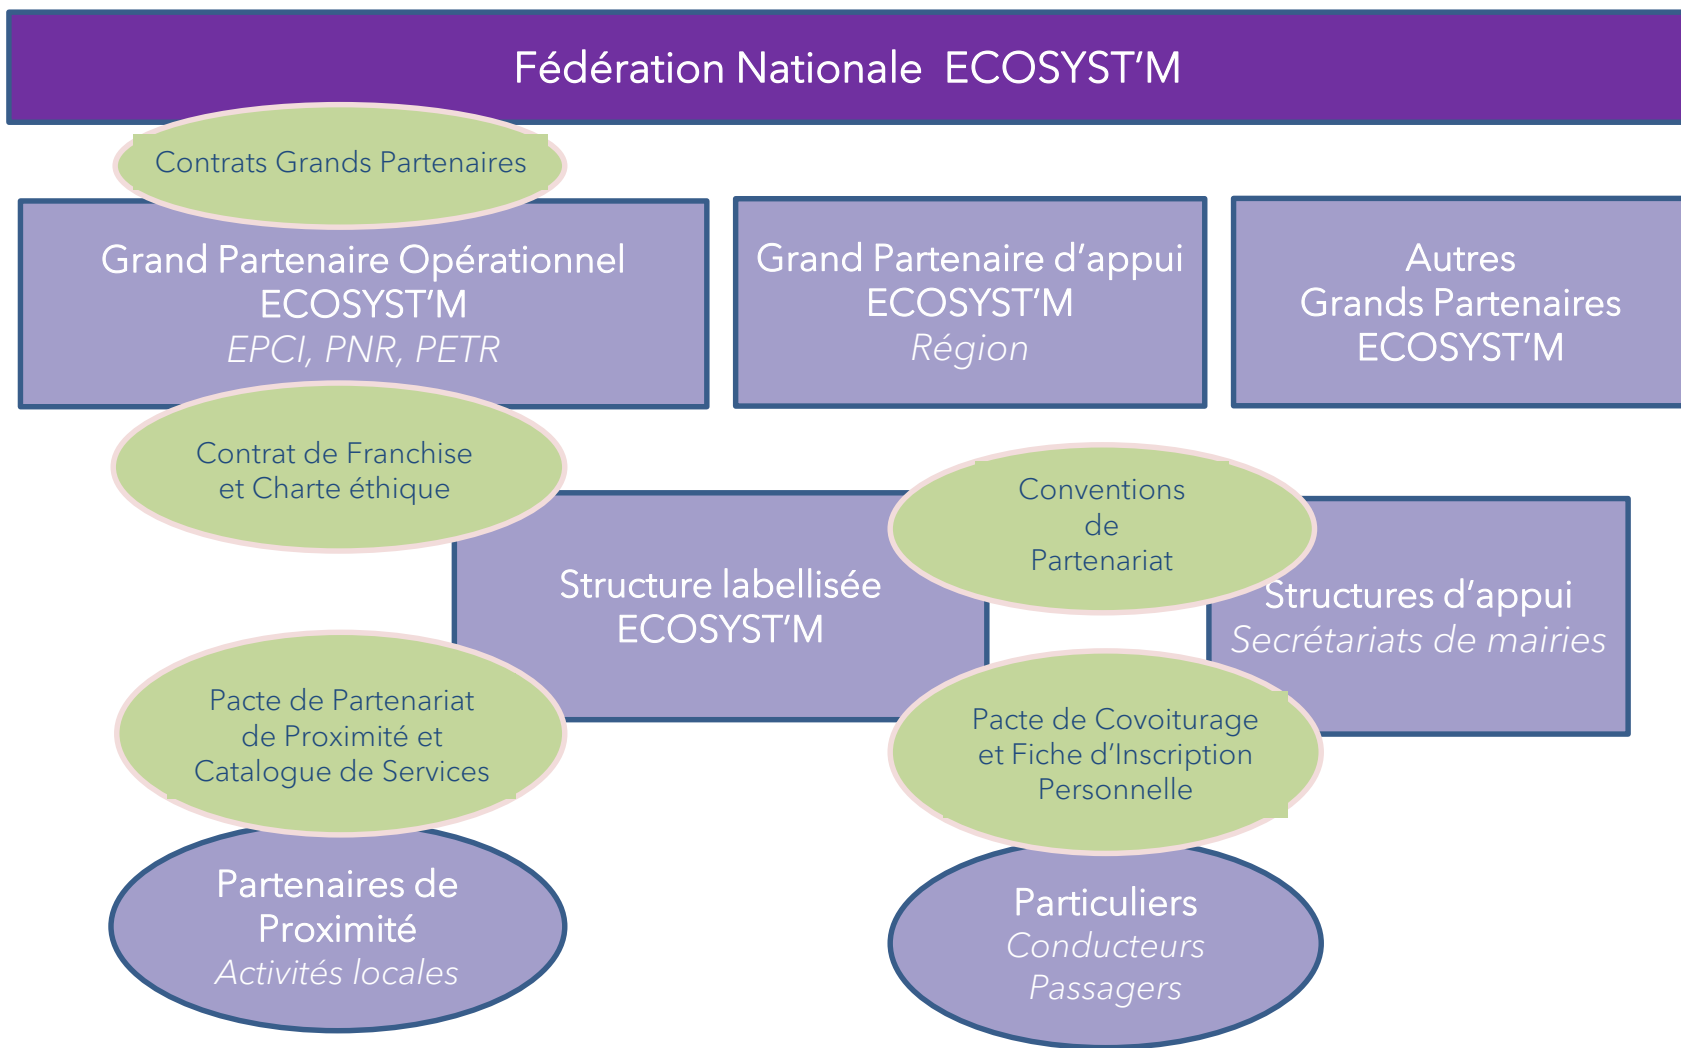 Fédération Nationale ECOSYST’M
Contrats Grands Partenaires
Grand Partenaire Opérationnel
ECOSYST’M
EPCI, PNR, PETR
Grand Partenaire d’appui
ECOSYST’M
Région
Autres
Grands Partenaires
ECOSYST’M
Contrat de Franchise
et Charte éthique
Conventions
de
Partenariat
Structure labellisée
ECOSYST’M
Structures d’appui
Secrétariats de mairies
Pacte de Partenariat
de Proximité et
Catalogue de Services
Pacte de Covoiturage
et Fiche d’Inscription
Personnelle
Partenaires de
Proximité
Activités locales
Particuliers
Conducteurs
Passagers